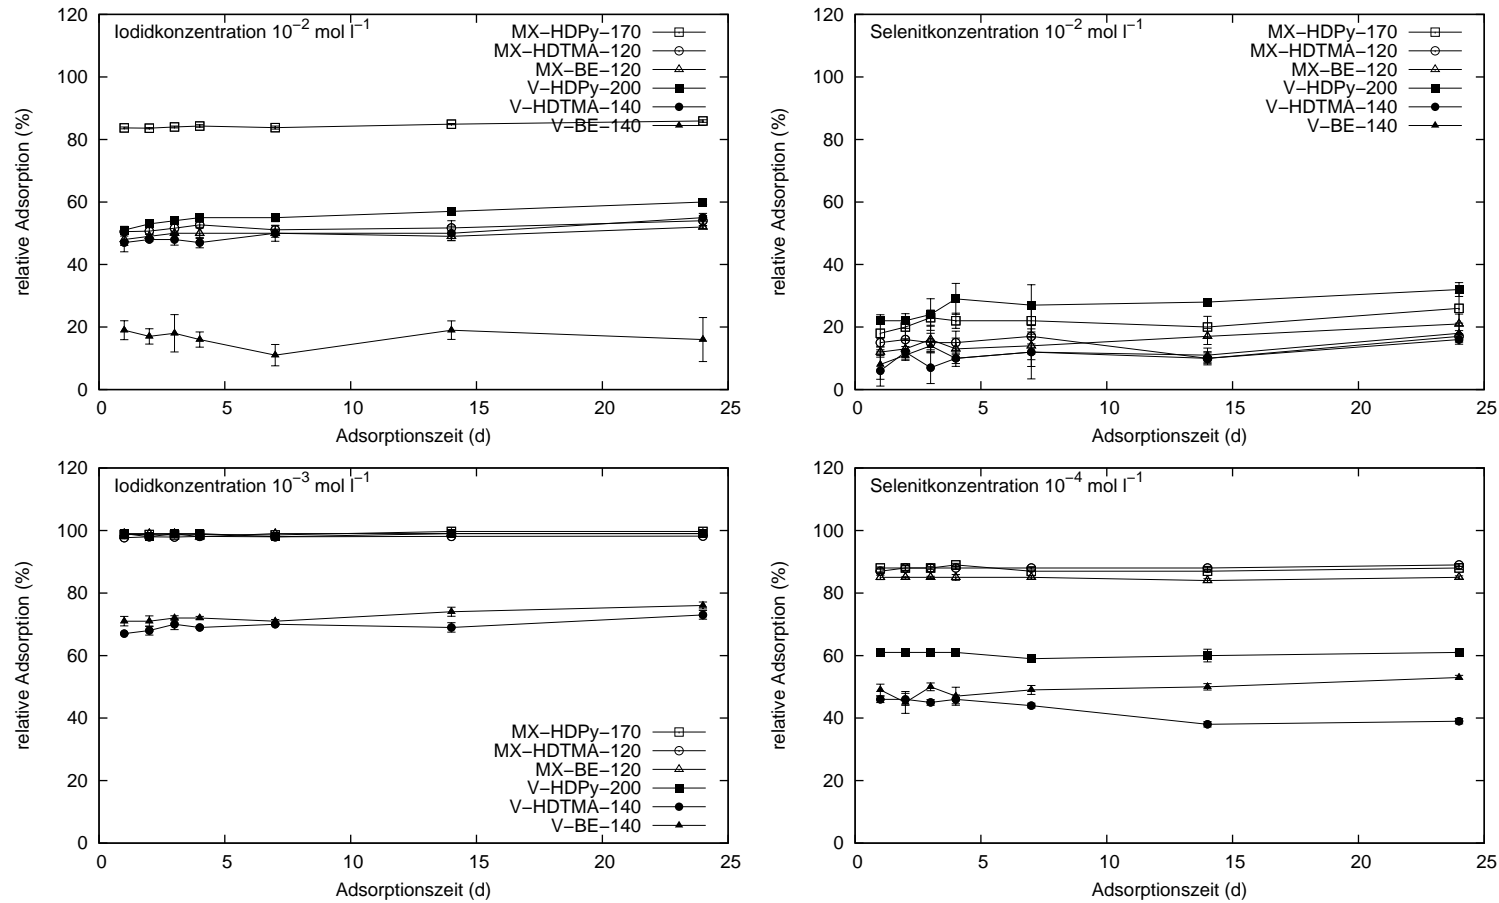 Iodidkonzentration 10⁻² mol l⁻¹
MX−HDPy−170
MX−HDTMA−120
MX−BE−120
V−HDPy−200
V−HDTMA−140
V−BE−140
120
100
80
60
40
20
0
0 5 10 15 20 25
relative Adsorption (%)
Adsorptionszeit (d)
Selenitkonzentration 10⁻² mol l⁻¹
MX−HDPy−170
MX−HDTMA−120
MX−BE−120
V−HDPy−200
V−HDTMA−140
V−BE−140
120
100
80
60
40
20
0
0 5 10 15 20 25
relative Adsorption (%)
Adsorptionszeit (d)
Iodidkonzentration 10⁻³ mol l⁻¹
120
100
80
60
40
20
0
MX−HDPy−170
MX−HDTMA−120
MX−BE−120
V−HDPy−200
V−HDTMA−140
V−BE−140
0 5 10 15 20 25
relative Adsorption (%)
Adsorptionszeit (d)
Selenitkonzentration 10⁻⁴ mol l⁻¹
120
100
80
60
40
20
0
0 5 10 15 20 25
relative Adsorption (%)
Adsorptionszeit (d)